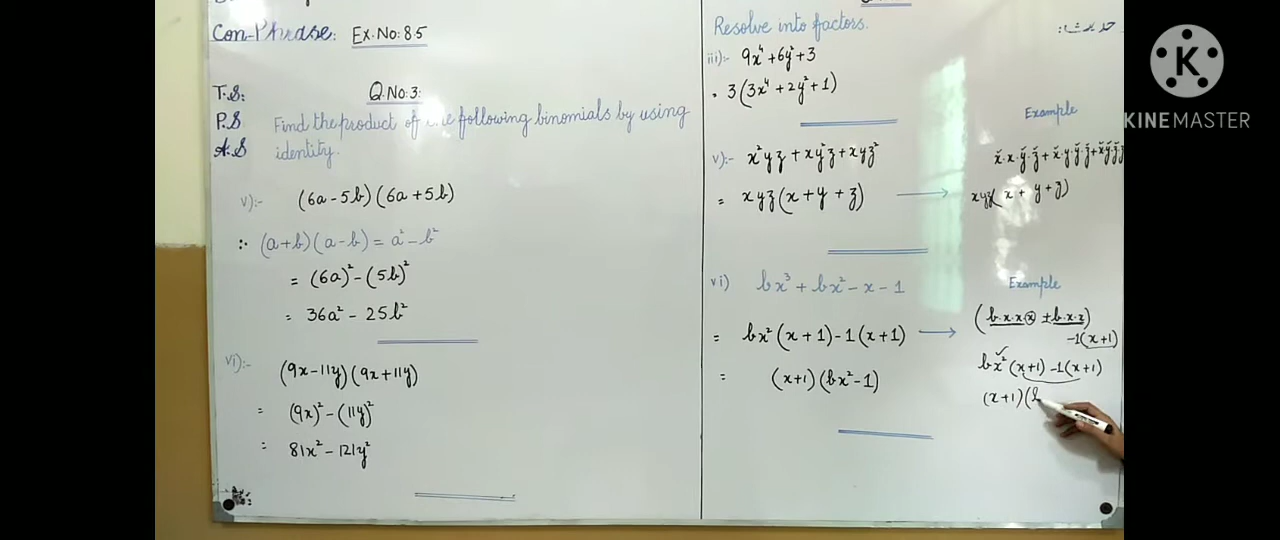 Con-Phrase: Ex.No:8.5
T.S: Q.No:3:
P.S Find the product of the following binomials by using
A.S identity.
v):- (6a-5b)(6a+5b)
∴ (a+b)(a-b) = a²-b²
= (6a)²-(5b)²
= 36a²-25b²
vi):- (9x-11y)(9x+11y)
= (9x)²-(11y)²
= 81x²-121y²
Resolve into factors.
حدیث:
iii):- 9x⁴+6y²+3
= 3(3x⁴+2y²+1)
Example
v):- x²yz + xy²z + xyz²
x·x·y·z + x·y·y·z + xyz·z
= xyz(x+y+z) → xyz(x+y+z)
vi) bx³+bx²-x-1
Example
(b·x·x·x + b·x·x)
-1(x+1)
= bx²(x+1)-1(x+1) →
bx²(x+1)-1(x+1)
= (x+1)(bx²-1)
(x+1)(b
K
KINEMASTER